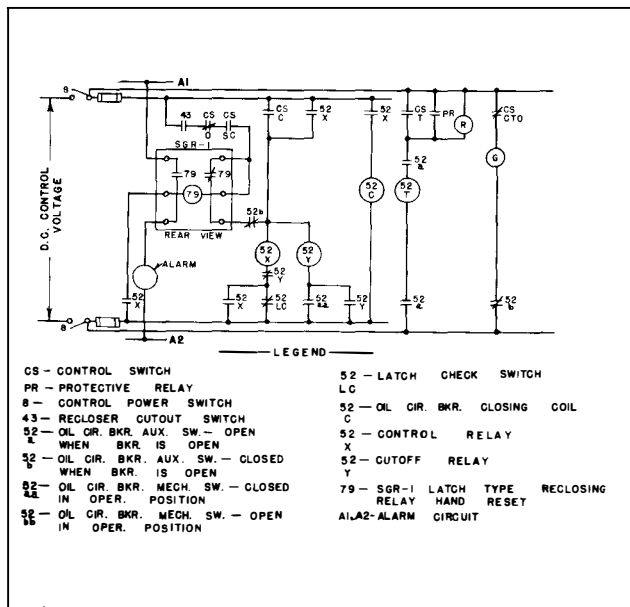 A1
8
43
CS
O
CS
SC
CS
C
52
X
52
X
CS
T
PR
R
CS
CTO
SGR-1
79
79
79
REAR VIEW
52
a
52
T
52
C
G
D.C. CONTROL VOLTAGE
52b
52
X
52
Y
ALARM
52
Y
52
X
52
X
52
LC
52
aa
52
Y
52
a
52
b
8
A2
LEGEND
CS - CONTROL SWITCH
PR - PROTECTIVE RELAY
8 - CONTROL POWER SWITCH
43 - RECLOSER CUTOUT SWITCH
52 - OIL CIR. BKR. AUX. SW. - OPEN
a WHEN BKR. IS OPEN
52 - OIL CIR. BKR. AUX. SW. - CLOSED
b WHEN BKR. IS OPEN
52 - OIL CIR. BKR. MECH. SW. - CLOSED
aa IN OPER. POSITION
52 - OIL CIR. BKR. MECH. SW. - OPEN
bb IN OPER. POSITION
52 - LATCH CHECK SWITCH
LC
52 - OIL CIR. BKR. CLOSING COIL
C
52 - CONTROL RELAY
X
52 - CUTOFF RELAY
Y
79 - SGR-1 LATCH TYPE RECLOSING
RELAY HAND RESET
A1,A2-ALARM CIRCUIT